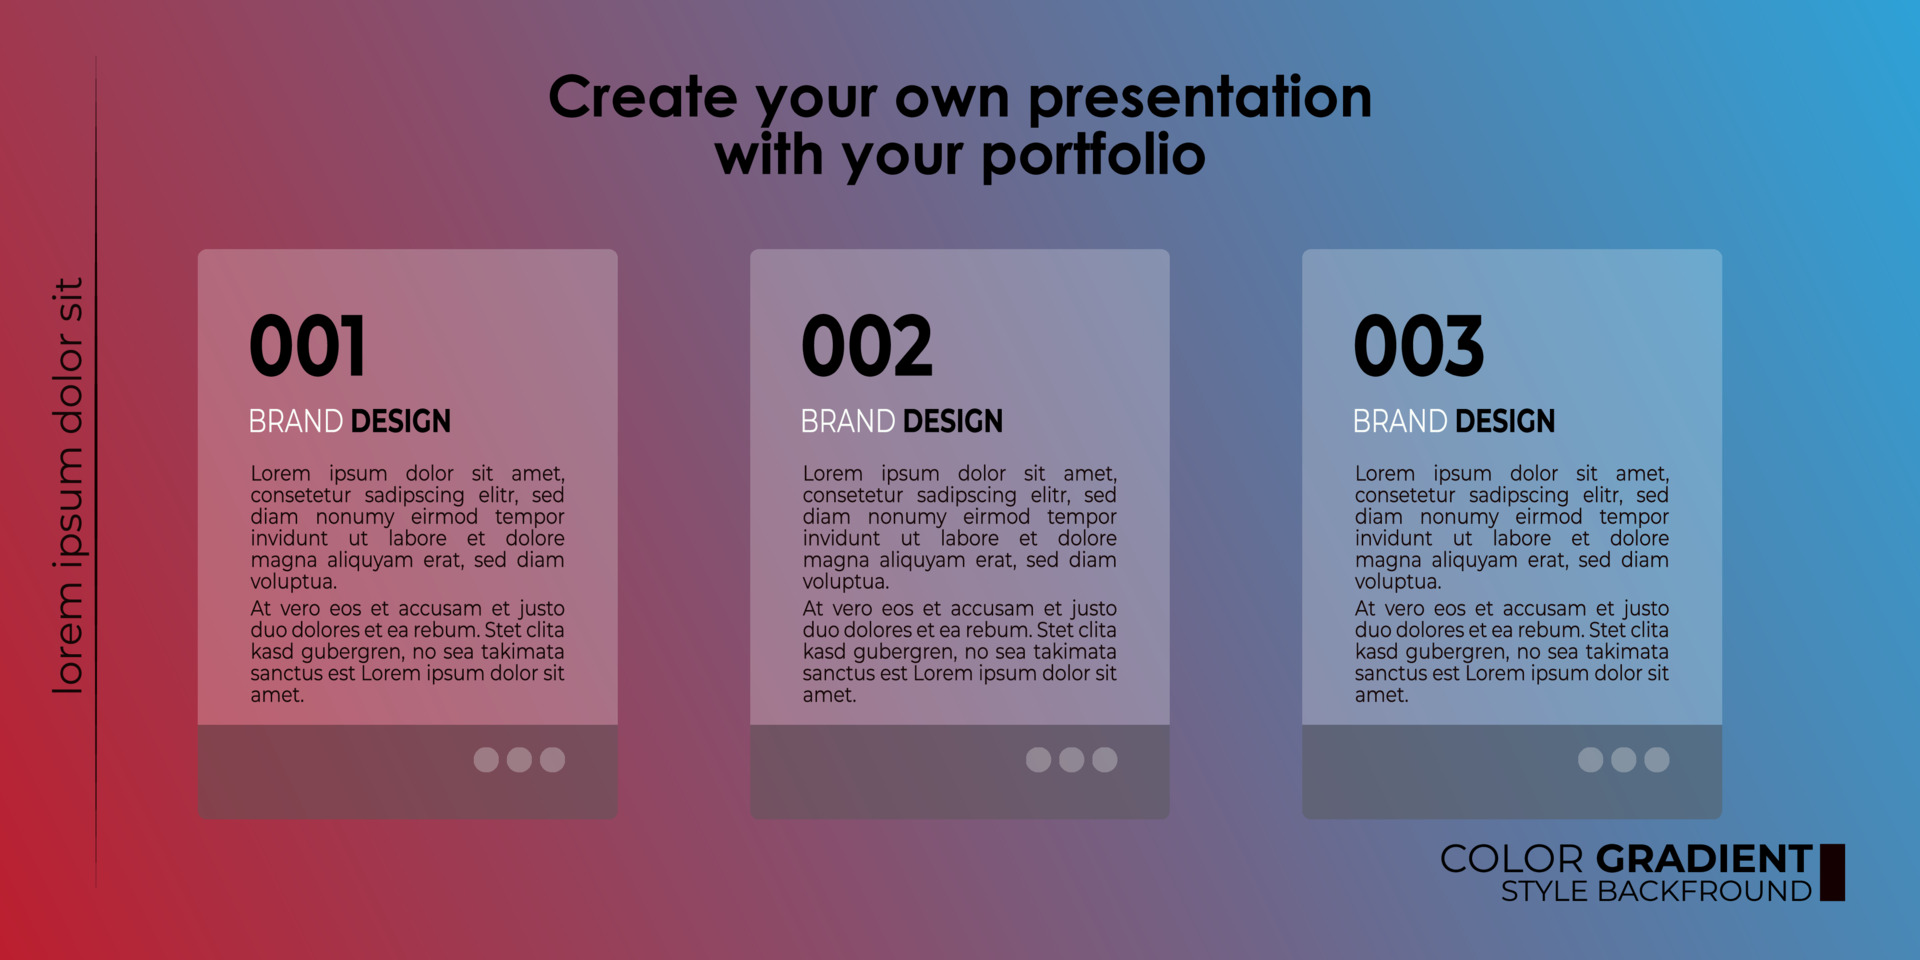 Create your own presentation
with your portfolio
lorem ipsum dolor sit
001
BRAND DESIGN
Lorem ipsum dolor sit amet,
consetetur sadipscing elitr, sed
diam nonumy eirmod tempor
invidunt ut labore et dolore
magna aliquyam erat, sed diam
voluptua.
At vero eos et accusam et justo
duo dolores et ea rebum. Stet clita
kasd gubergren, no sea takimata
sanctus est Lorem ipsum dolor sit
amet.
002
BRAND DESIGN
Lorem ipsum dolor sit amet,
consetetur sadipscing elitr, sed
diam nonumy eirmod tempor
invidunt ut labore et dolore
magna aliquyam erat, sed diam
voluptua.
At vero eos et accusam et justo
duo dolores et ea rebum. Stet clita
kasd gubergren, no sea takimata
sanctus est Lorem ipsum dolor sit
amet.
003
BRAND DESIGN
Lorem ipsum dolor sit amet,
consetetur sadipscing elitr, sed
diam nonumy eirmod tempor
invidunt ut labore et dolore
magna aliquyam erat, sed diam
voluptua.
At vero eos et accusam et justo
duo dolores et ea rebum. Stet clita
kasd gubergren, no sea takimata
sanctus est Lorem ipsum dolor sit
amet.
COLOR GRADIENT
STYLE BACKFROUND